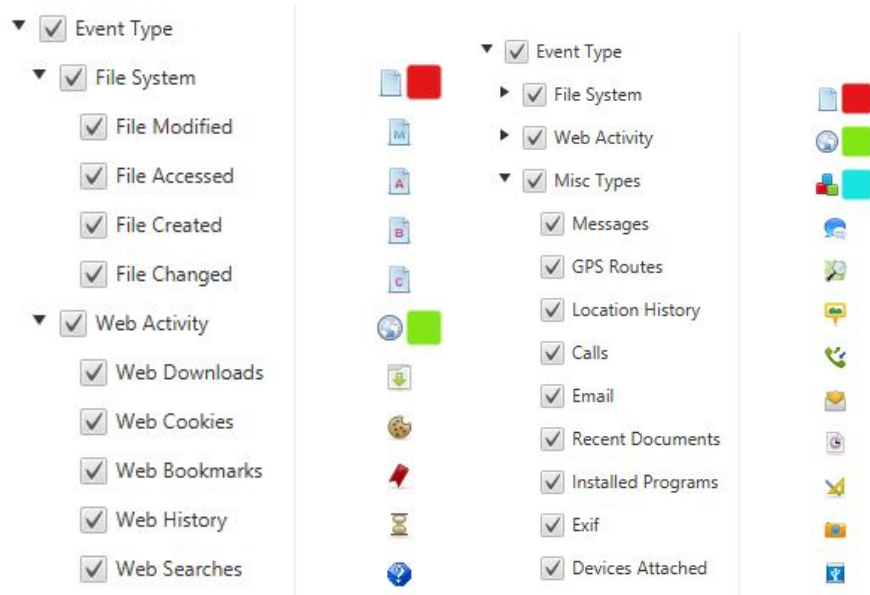 Event Type
File System
File Modified
File Accessed
File Created
File Changed
Web Activity
Web Downloads
Web Cookies
Web Bookmarks
Web History
Web Searches
Event Type
File System
Web Activity
Misc Types
Messages
GPS Routes
Location History
Calls
Email
Recent Documents
Installed Programs
Exif
Devices Attached
M
A
B
C